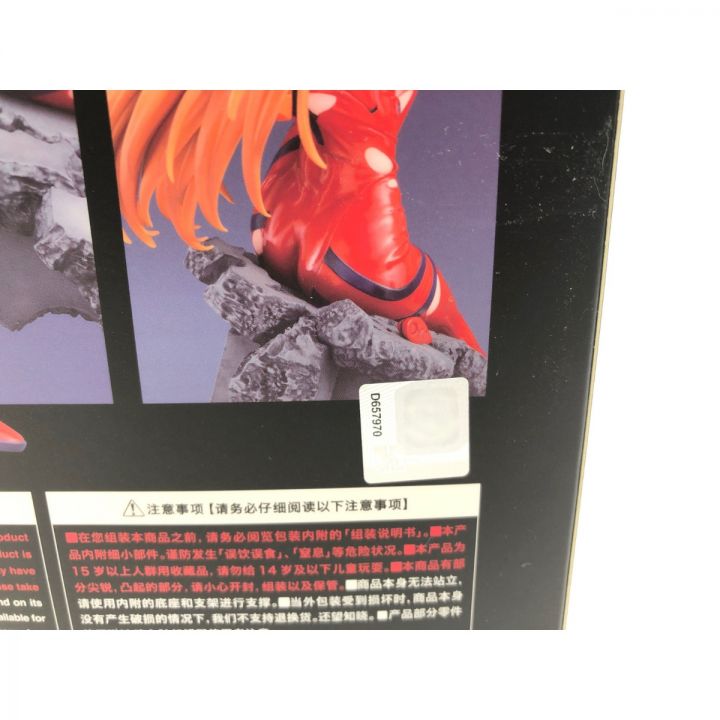 D657970
⚠注意事项【请务必仔细阅读以下注意事项】
■在您组装本商品之前，请务必阅览包装内附的「组装说明书」。■本产
品内附细小部件。谨防发生「误饮误食」、「窒息」等危险状况。■本产品为
15岁以上人群用收藏品，请勿给14岁及以下儿童玩耍。■本商品有部
分尖锐，凸起的部分，请小心开封，组装以及保管。■商品本身无法站立，
请使用内附的底座和支架进行支撑。■当外包装受到损坏时，商品本身
没有产生破损的情况下，我们不支持退换货。还望知晓。■产品部分零件
oduct
duct is
y have
ase take
nd on its
ailable for